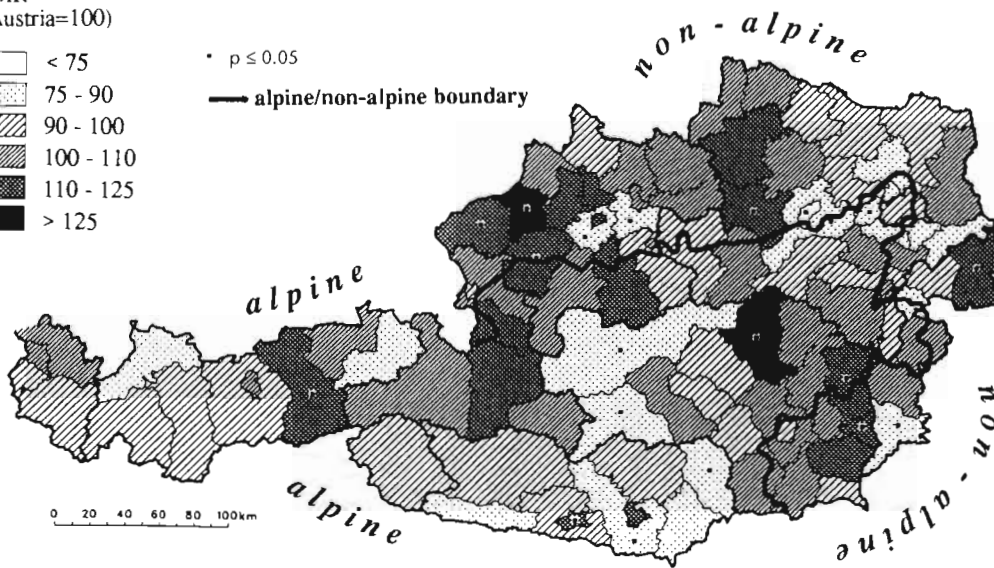 ustria=100)
< 75
75 - 90
90 - 100
100 - 110
110 - 125
> 125
p ≤ 0.05
alpine/non-alpine boundary
non - alpine
alpine
alpine
non - alpine
0 20 40 60 80 100km